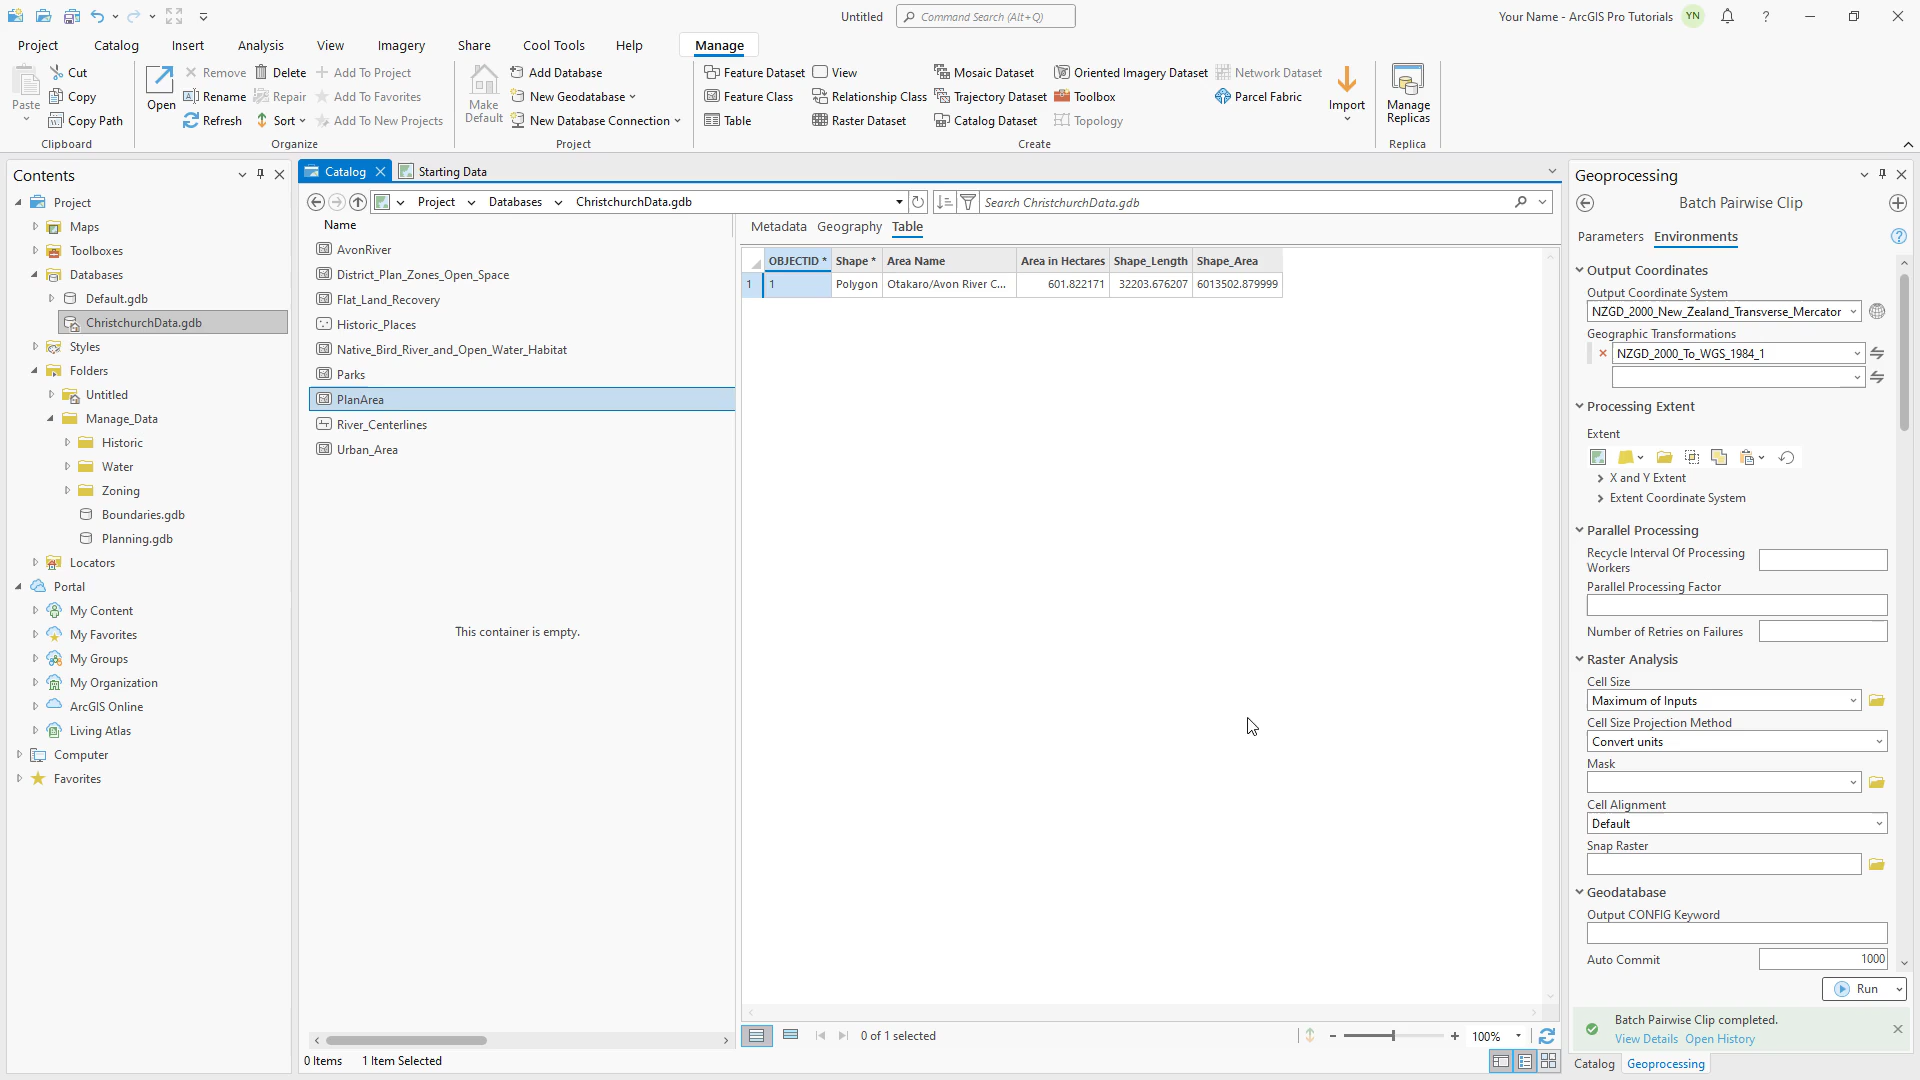 Untitled
Command Search (Alt+Q)
Your Name - ArcGIS Pro Tutorials
YN
?
Project
Catalog
Insert
Analysis
View
Imagery
Share
Cool Tools
Help
Manage
Paste
Cut
Copy
Copy Path
Clipboard
Open
Remove
Delete
Add To Project
Rename
Repair
Add To Favorites
Refresh
Sort
Add To New Projects
Organize
Make Default
Add Database
New Geodatabase
New Database Connection
Project
Feature Dataset
View
Mosaic Dataset
Oriented Imagery Dataset
Network Dataset
Feature Class
Relationship Class
Trajectory Dataset
Toolbox
Parcel Fabric
Table
Raster Dataset
Catalog Dataset
Topology
Import
Create
Manage Replicas
Replica
Contents
Project
Maps
Toolboxes
Databases
Default.gdb
ChristchurchData.gdb
Styles
Folders
Untitled
Manage_Data
Historic
Water
Zoning
Boundaries.gdb
Planning.gdb
Locators
Portal
My Content
My Favorites
My Groups
My Organization
ArcGIS Online
Living Atlas
Computer
Favorites
Catalog
Starting Data
Project
Databases
ChristchurchData.gdb
Search ChristchurchData.gdb
Name
AvonRiver
District_Plan_Zones_Open_Space
Flat_Land_Recovery
Historic_Places
Native_Bird_River_and_Open_Water_Habitat
Parks
PlanArea
River_Centerlines
Urban_Area
This container is empty.
0 Items
1 Item Selected
Metadata
Geography
Table
OBJECTID * Shape * Area Name Area in Hectares Shape_Length Shape_Area
1 1 Polygon Otakaro/Avon River C... 601.822171 32203.676207 6013502.879999
0 of 1 selected
- + 100%
Geoprocessing
Batch Pairwise Clip
Parameters
Environments
?
Output Coordinates
Output Coordinate System
NZGD_2000_New_Zealand_Transverse_Mercator
Geographic Transformations
NZGD_2000_To_WGS_1984_1
Processing Extent
Extent
X and Y Extent
Extent Coordinate System
Parallel Processing
Recycle Interval Of Processing
Workers
Parallel Processing Factor
Number of Retries on Failures
Raster Analysis
Cell Size
Maximum of Inputs
Cell Size Projection Method
Convert units
Mask
Cell Alignment
Default
Snap Raster
Geodatabase
Output CONFIG Keyword
Auto Commit 1000
Run
Batch Pairwise Clip completed.
View Details Open History
Catalog
Geoprocessing